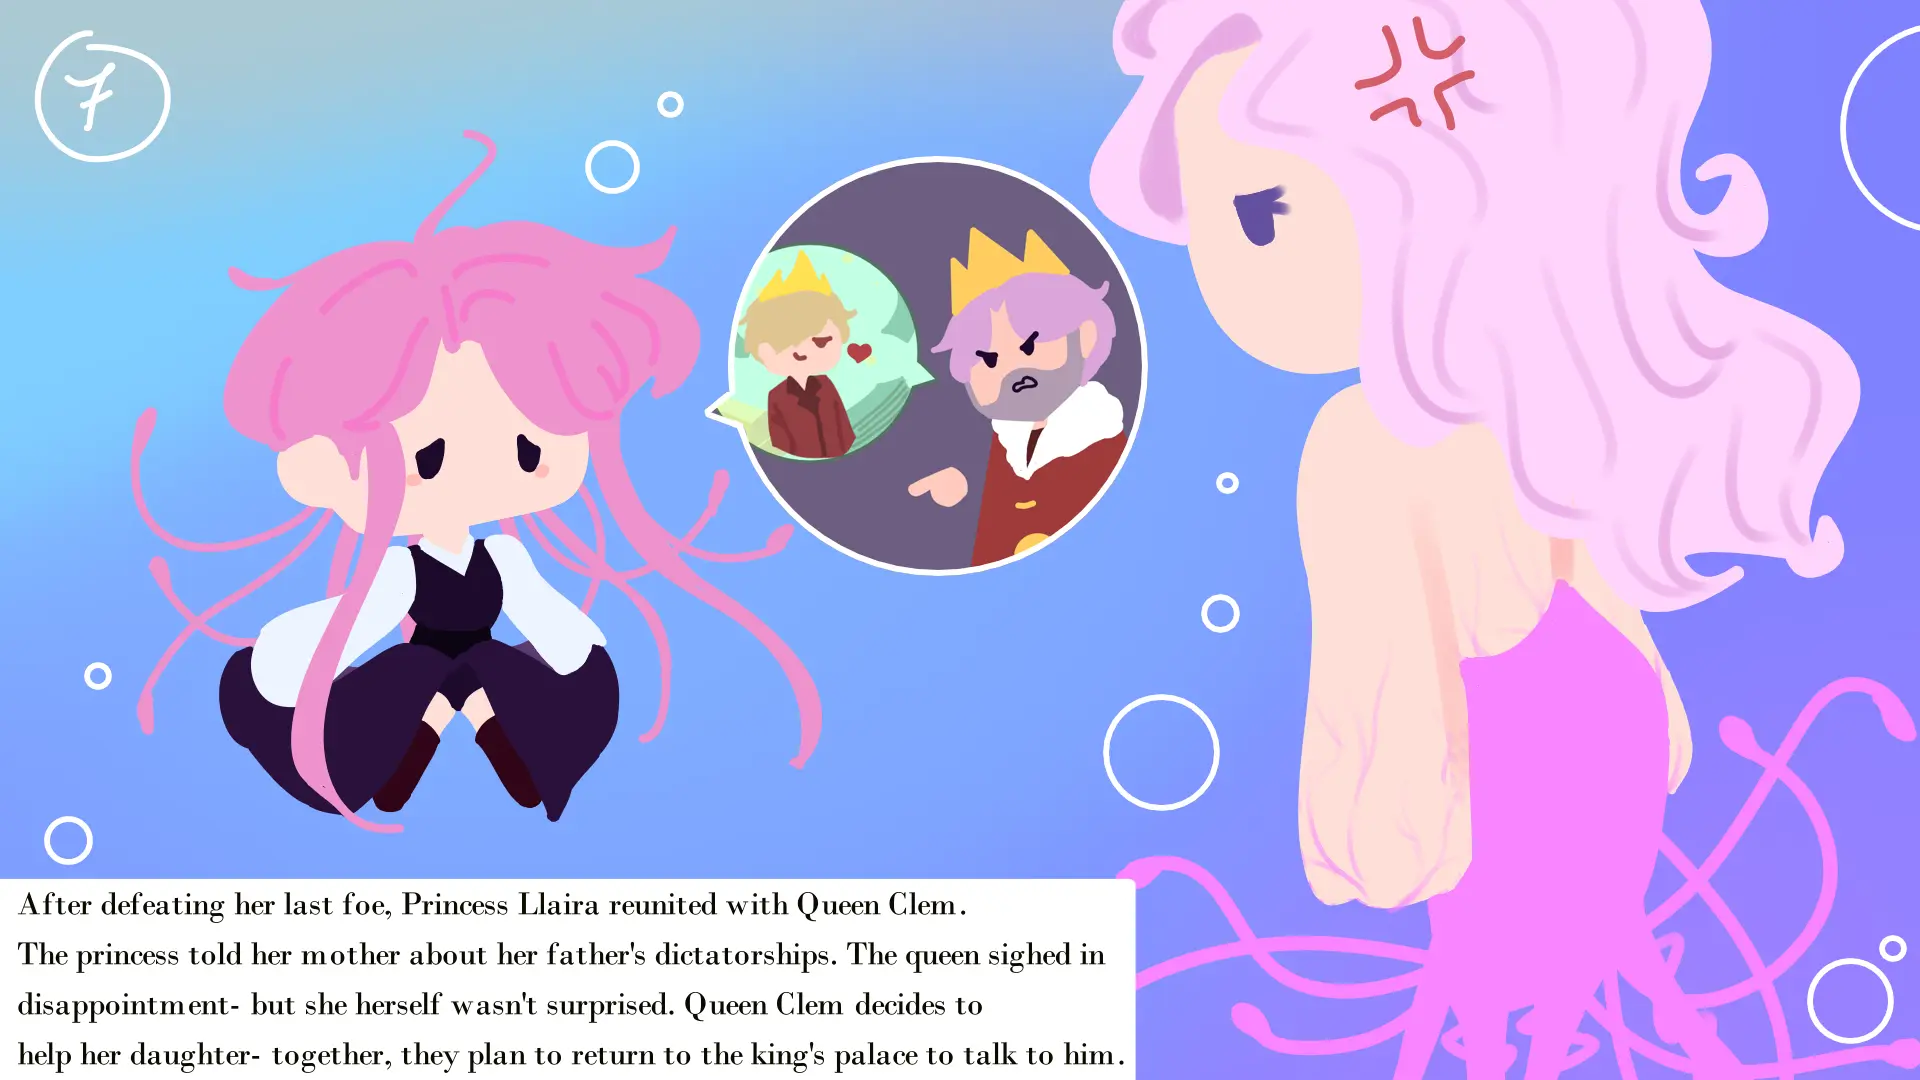 7
After defeating her last foe, Princess Llaira reunited with Queen Clem.
The princess told her mother about her father's dictatorships. The queen sighed in
disappointment- but she herself wasn't surprised. Queen Clem decides to
help her daughter- together, they plan to return to the king's palace to talk to him.